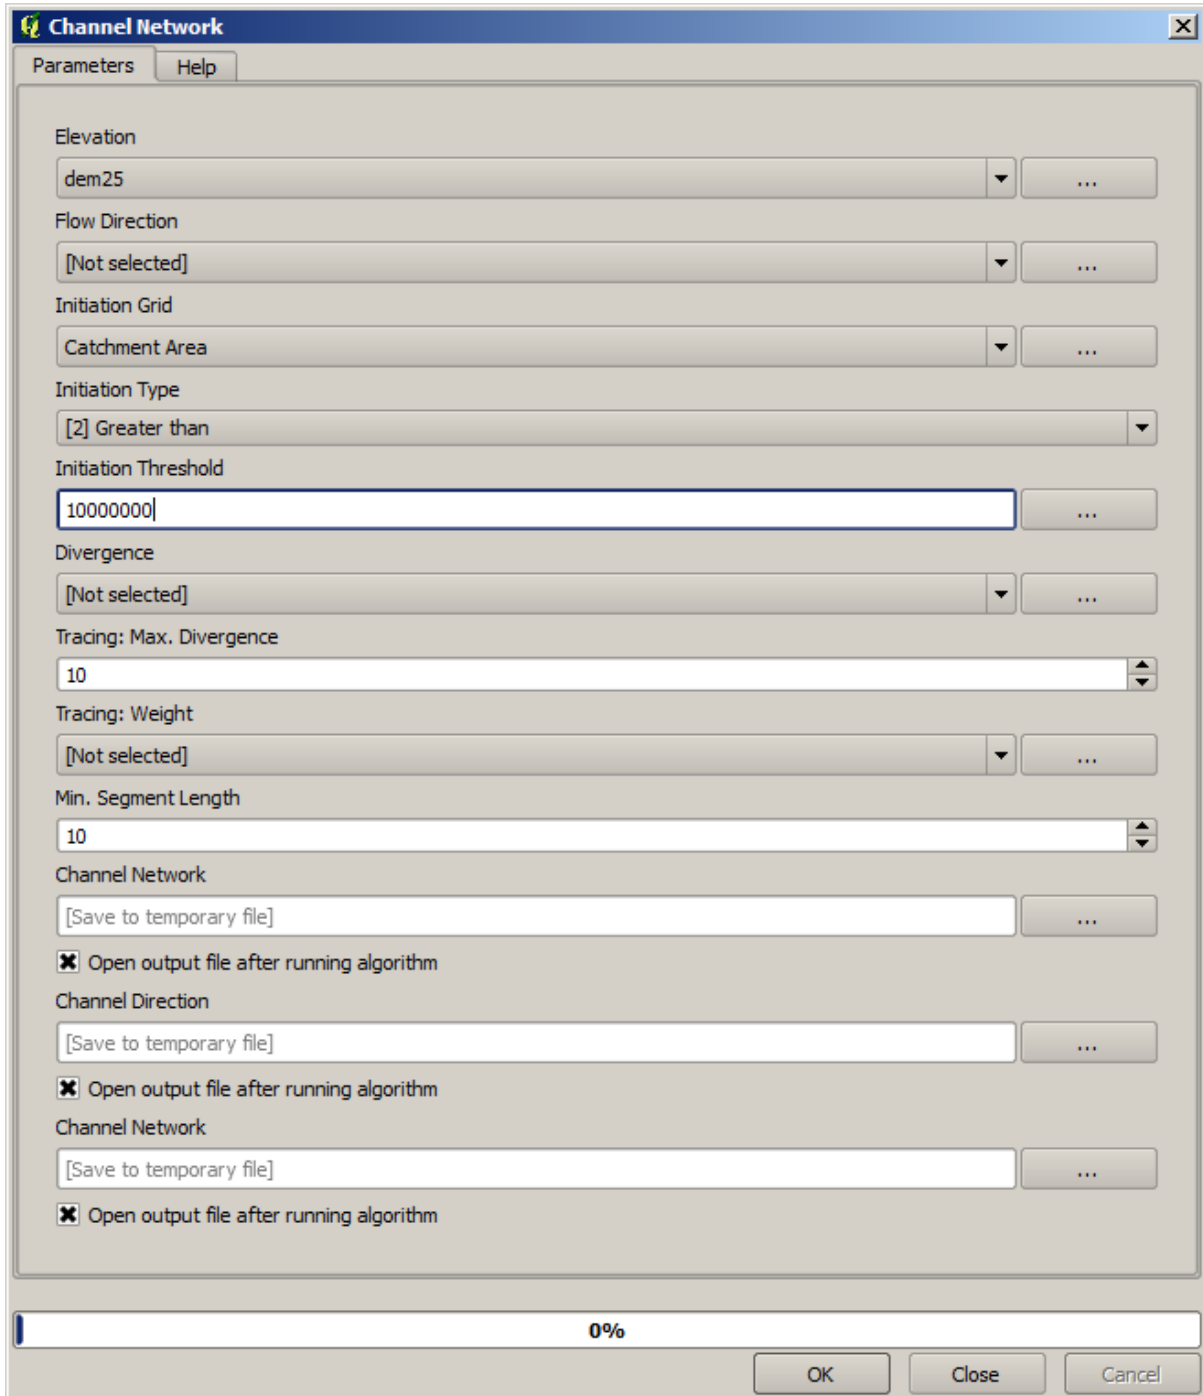 Channel Network
Parameters Help
Elevation
dem25 ...
Flow Direction
[Not selected] ...
Initiation Grid
Catchment Area ...
Initiation Type
[2] Greater than
Initiation Threshold
10000000 ...
Divergence
[Not selected] ...
Tracing: Max. Divergence
10
Tracing: Weight
[Not selected] ...
Min. Segment Length
10
Channel Network
[Save to temporary file] ...
Open output file after running algorithm
Channel Direction
[Save to temporary file] ...
Open output file after running algorithm
Channel Network
[Save to temporary file] ...
Open output file after running algorithm
0%
OK Close Cancel